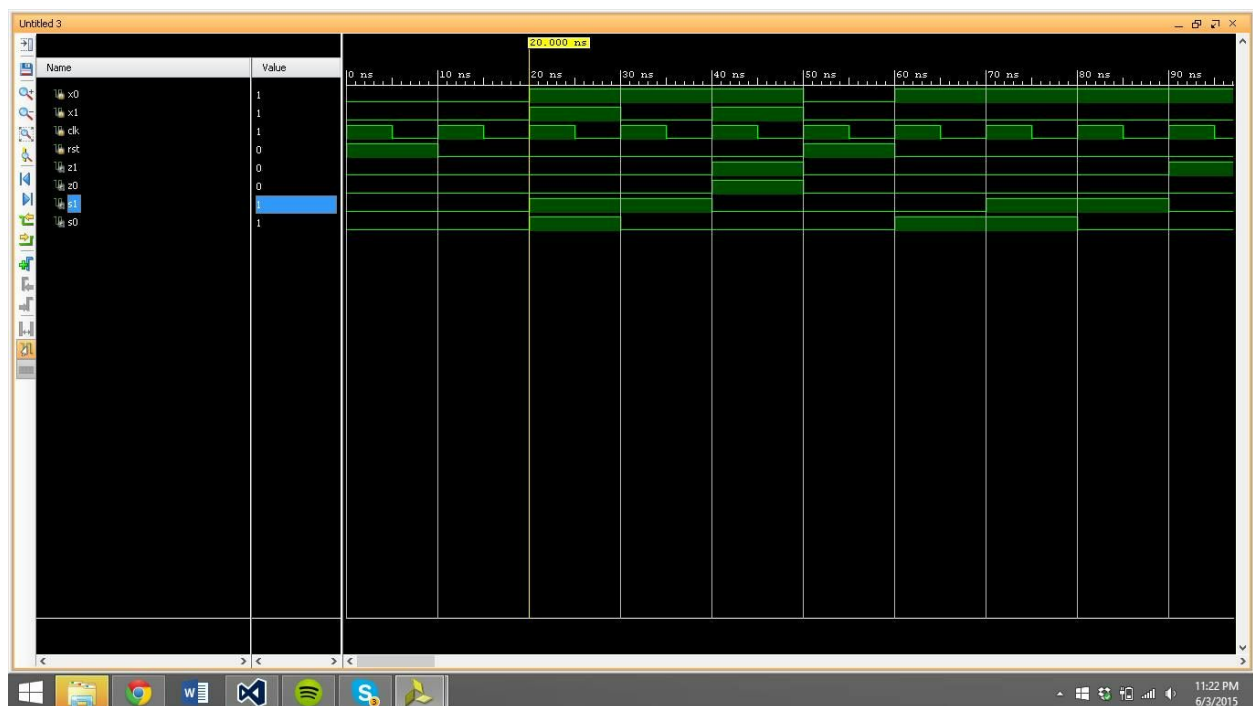 Untitled 3
20.000 ns
Name Value
0 ns 10 ns 20 ns 30 ns 40 ns 50 ns 60 ns 70 ns 80 ns 90 ns
x0 1
x1 1
clk 1
rst 0
z1 0
z0 0
s1 1
s0 1
11:22 PM
6/3/2015